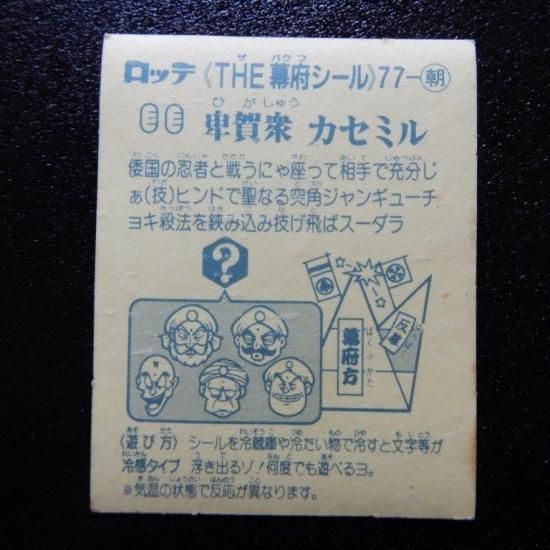 ロッテ《THE幕府シール》77-朝
卑賀衆 カセミル
倭国の忍者と戦うにゃ座って相手で充分じ
ぁ(技)ヒンドで聖なる突角ジャンギューチ
ョキ殺法を鋏み込み技げ飛ばスーダラ
?
幕府方
反幕
〈遊び方〉シールを冷蔵庫や冷たい物で冷すと文字等が
冷感タイプ 浮き出るゾ!何度でも遊べるヨ。
※気温の状態で反応が異なります。